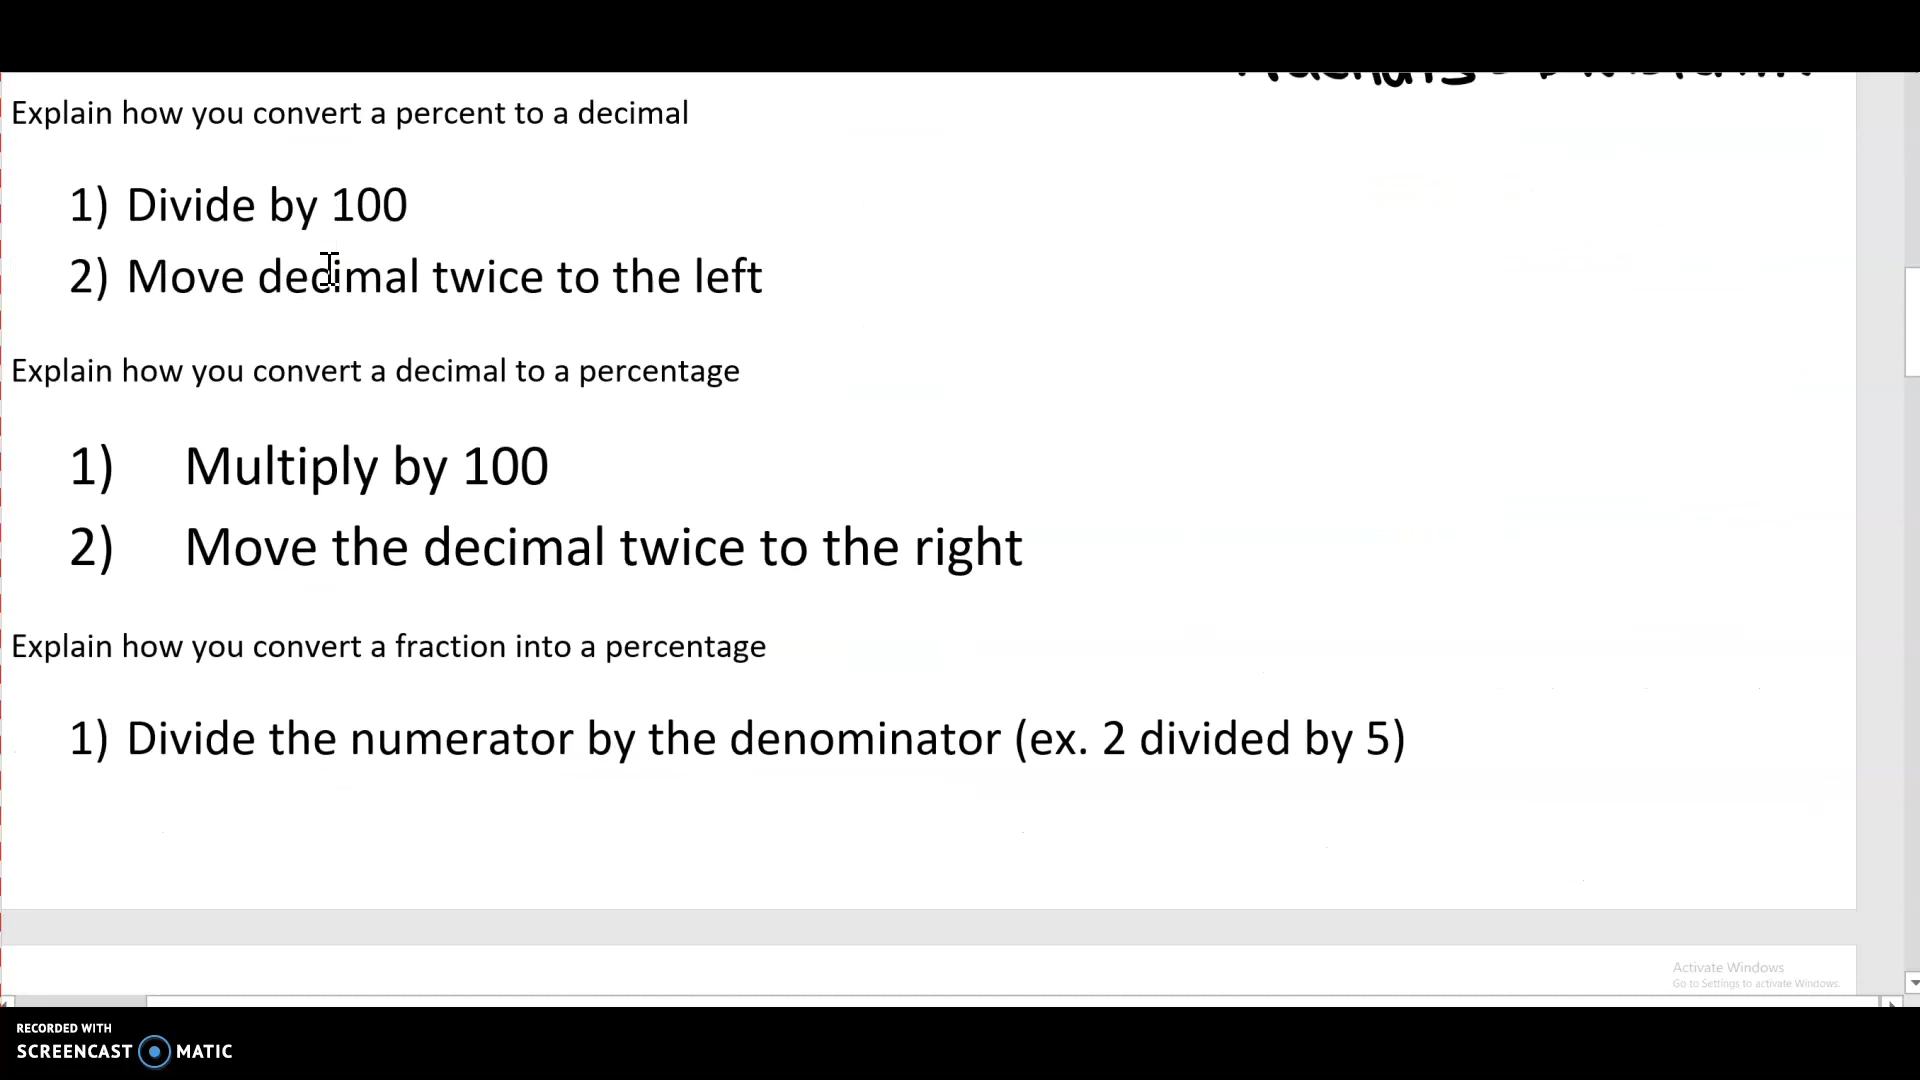 Explain how you convert a percent to a decimal
1) Divide by 100
2) Move decimal twice to the left
Explain how you convert a decimal to a percentage
1) Multiply by 100
2) Move the decimal twice to the right
Explain how you convert a fraction into a percentage
1) Divide the numerator by the denominator (ex. 2 divided by 5)
Activate Windows
Go to Settings to activate Windows.
RECORDED WITH
SCREENCAST MATIC